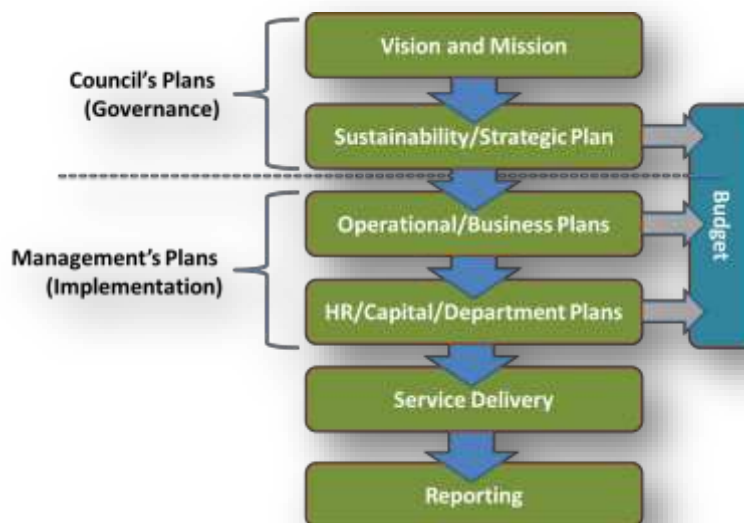 Vision and Mission
Council's Plans
(Governance)
Sustainability/Strategic Plan
Operational/Business Plans
Budget
Management's Plans
(Implementation)
HR/Capital/Department Plans
Service Delivery
Reporting